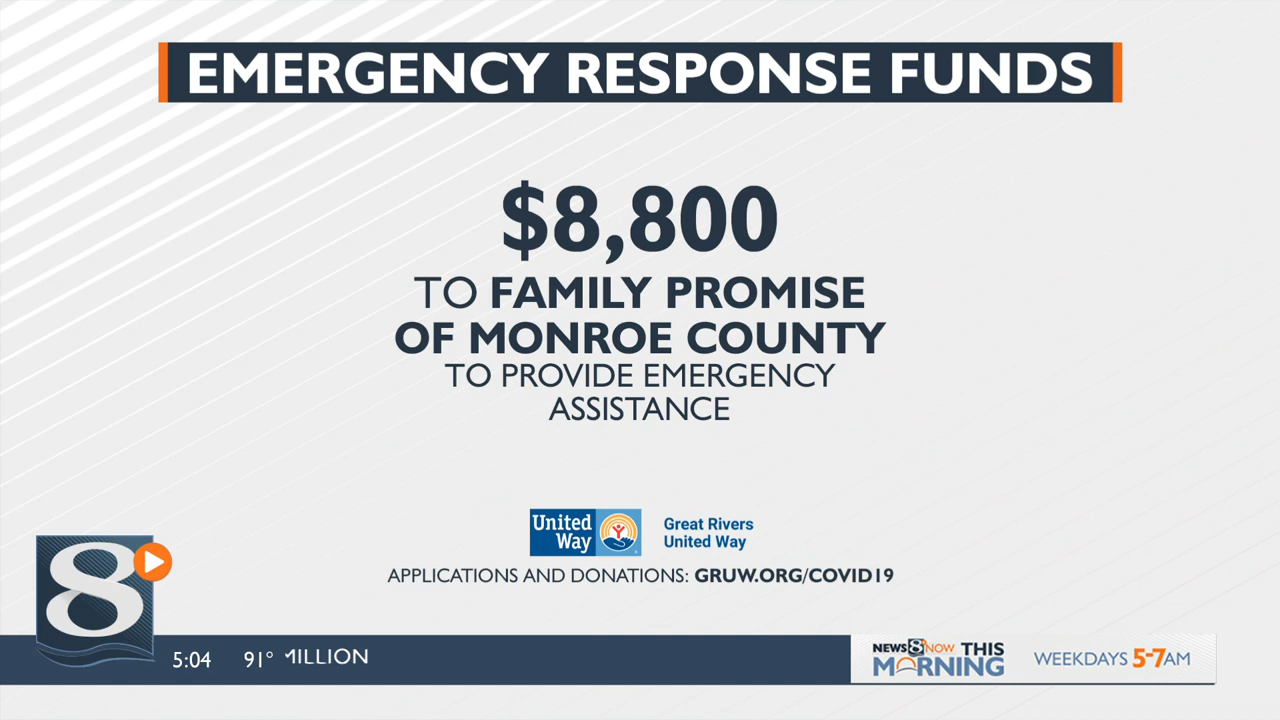 EMERGENCY RESPONSE FUNDS
$8,800
TO FAMILY PROMISE
OF MONROE COUNTY
TO PROVIDE EMERGENCY
ASSISTANCE
United
Way
Great Rivers
United Way
APPLICATIONS AND DONATIONS: GRUW.ORG/COVID19
8
5:04 91°
NEWS 8 NOW THIS
MORNING
WEEKDAYS 5-7AM